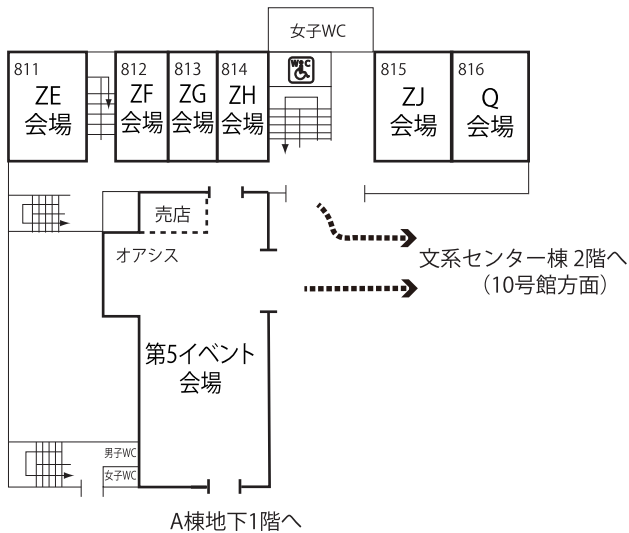 女子WC
811
ZE
会場
812
ZF
会場
813
ZG
会場
814
ZH
会場
WC
815
ZJ
会場
816
Q
会場
売店
オアシス
文系センター棟 2階へ
（10号館方面）
第5イベント
会場
男子WC
女子WC
A棟地下1階へ